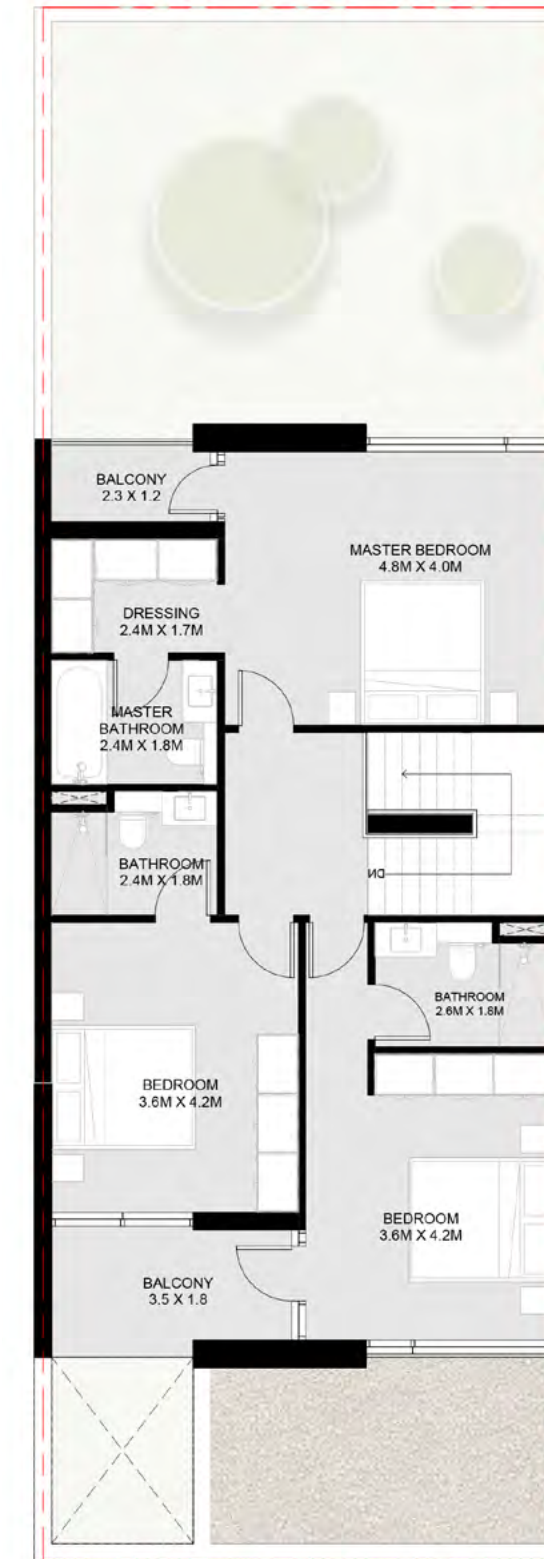 BALCONY
2.3 X 1.2
MASTER BEDROOM
4.8M X 4.0M
DRESSING
2.4M X 1.7M
MASTER
BATHROOM
2.4M X 1.8M
BATHROOM
2.4M X 1.8M
DN
BATHROOM
2.6M X 1.8M
BEDROOM
3.6M X 4.2M
BEDROOM
3.6M X 4.2M
BALCONY
3.5 X 1.8